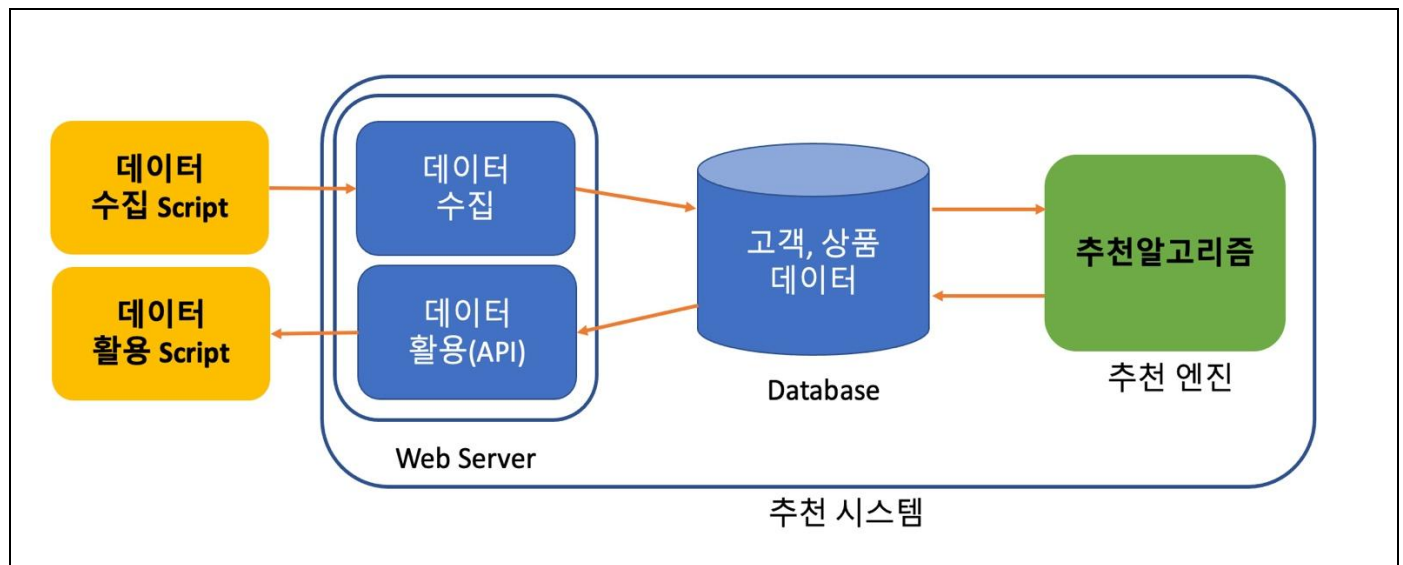 데이터
수집 Script
데이터
활용 Script
데이터
수집
데이터
활용(API)
Web Server
고객, 상품
데이터
Database
추천알고리즘
추천 엔진
추천 시스템